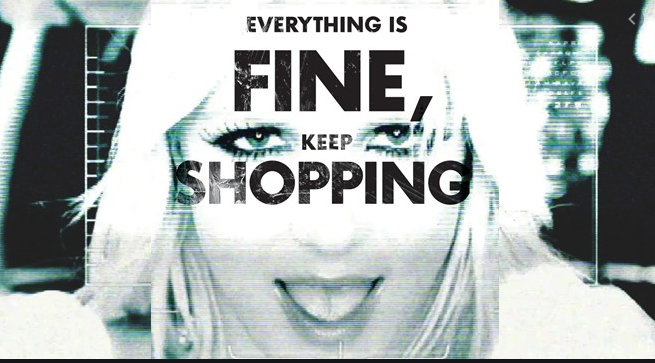 EVERYTHING IS
FINE,
KEEP
SHOPPING